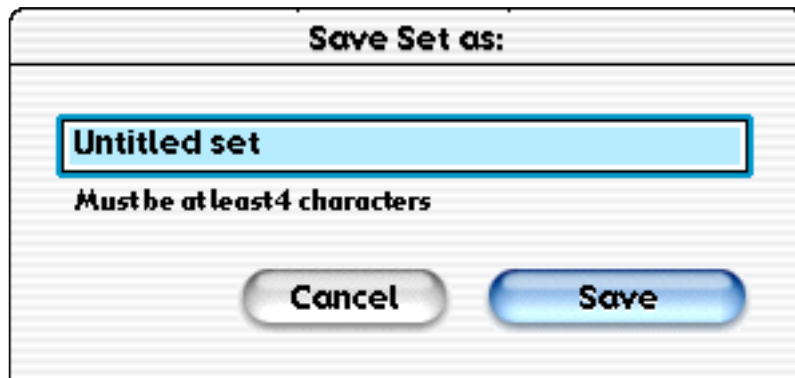 Save Set as:
Untitled set
Must be at least 4 characters
Cancel Save